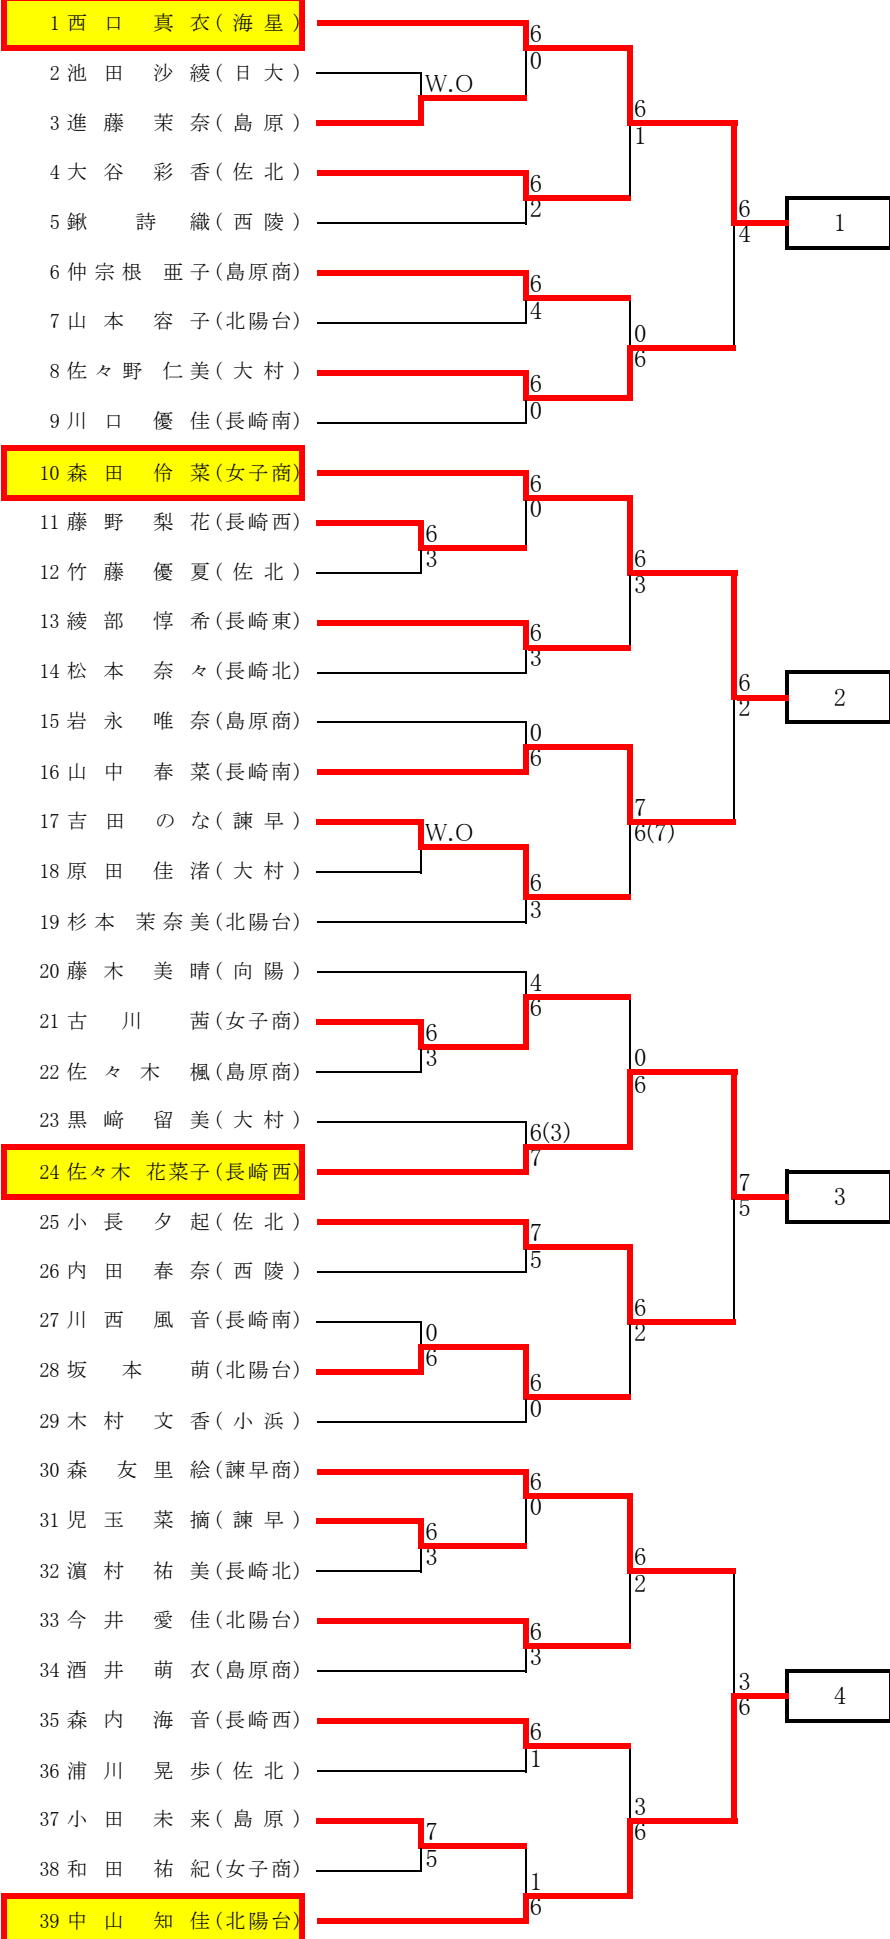 1 西口 真衣(海星)
6
0
2 池田 沙綾(日大)
W.O
3 進藤 茉奈(島原)
6
1
4 大谷 彩香(佐北)
6
2
5 鍬 詩織(西陵)
6
4
1
6 仲宗根 亜子(島原商)
6
4
7 山本 容子(北陽台)
0
6
8 佐々野 仁美(大村)
6
0
9 川口 優佳(長崎南)
10 森田 伶菜(女子商)
6
0
11 藤野 梨花(長崎西)
6
3
12 竹藤 優夏(佐北)
6
3
13 綾部 惇希(長崎東)
6
3
14 松本 奈々(長崎北)
6
2
2
15 岩永 唯奈(島原商)
0
6
16 山中 春菜(長崎南)
7
6(7)
17 吉田 のな(諫早)
W.O
18 原田 佳渚(大村)
6
3
19 杉本 茉奈美(北陽台)
20 藤木 美晴(向陽)
4
6
21 古川 茜(女子商)
6
3
22 佐々木 楓(島原商)
0
6
23 黒﨑 留美(大村)
6(3)
7
24 佐々木 花菜子(長崎西)
7
5
3
25 小長 夕起(佐北)
7
5
26 内田 春奈(西陵)
6
2
27 川西 風音(長崎南)
0
6
28 坂本 萌(北陽台)
6
0
29 木村 文香(小浜)
30 森 友里絵(諫早商)
6
0
31 児玉 菜摘(諫早)
6
3
32 濵村 祐美(長崎北)
6
2
33 今井 愛佳(北陽台)
6
3
34 酒井 萌衣(島原商)
3
6
4
35 森内 海音(長崎西)
6
1
36 浦川 晃歩(佐北)
3
6
37 小田 未来(島原)
7
5
38 和田 祐紀(女子商)
1
6
39 中山 知佳(北陽台)